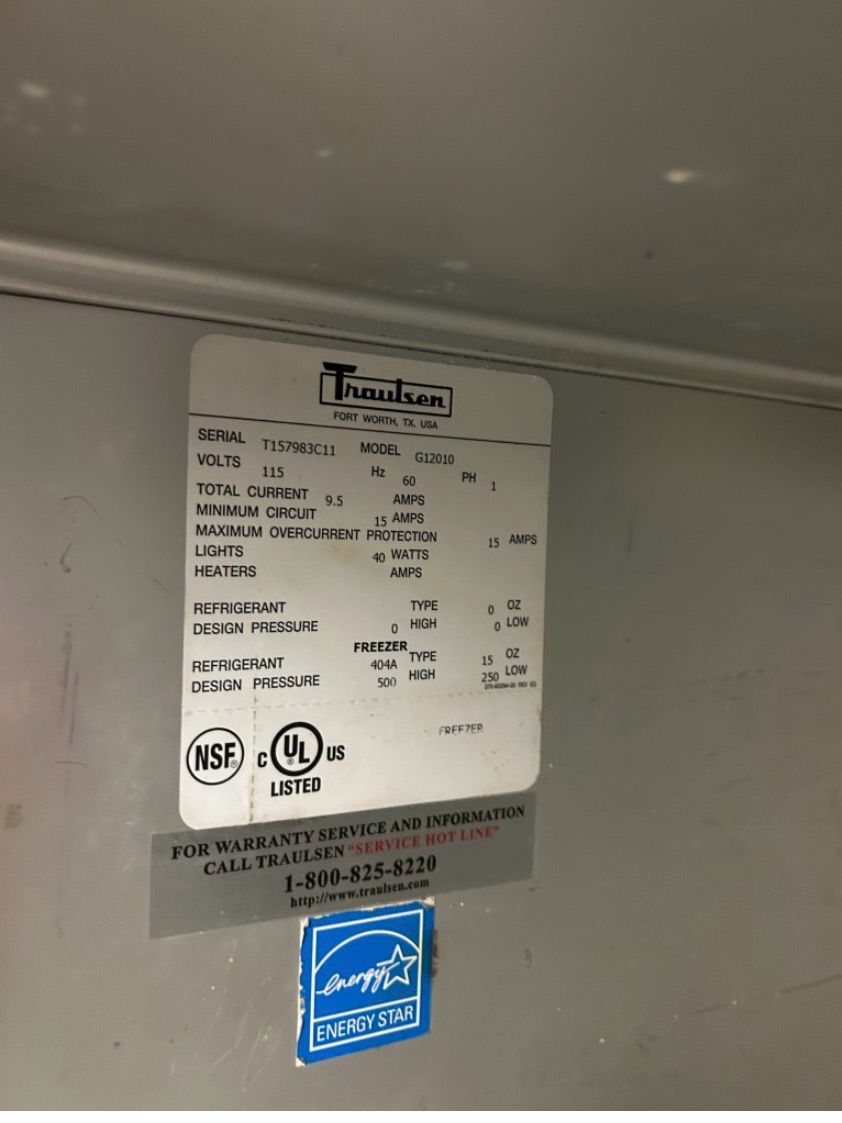 Traulsen
FORT WORTH, TX. USA
SERIAL T157983C11 MODEL G12010
VOLTS 115 Hz 60 PH 1
TOTAL CURRENT 9.5 AMPS
MINIMUM CIRCUIT 15 AMPS
MAXIMUM OVERCURRENT PROTECTION 15 AMPS
LIGHTS 40 WATTS
HEATERS AMPS
REFRIGERANT TYPE 0 OZ
DESIGN PRESSURE 0 HIGH 0 LOW
FREEZER
REFRIGERANT 404A TYPE 15 OZ
DESIGN PRESSURE 500 HIGH 250 LOW
FREEZER
NSF®
C UL® US
LISTED
FOR WARRANTY SERVICE AND INFORMATION
CALL TRAULSEN "SERVICE HOT LINE"
1-800-825-8220
http://www.traulsen.com
energy
ENERGY STAR